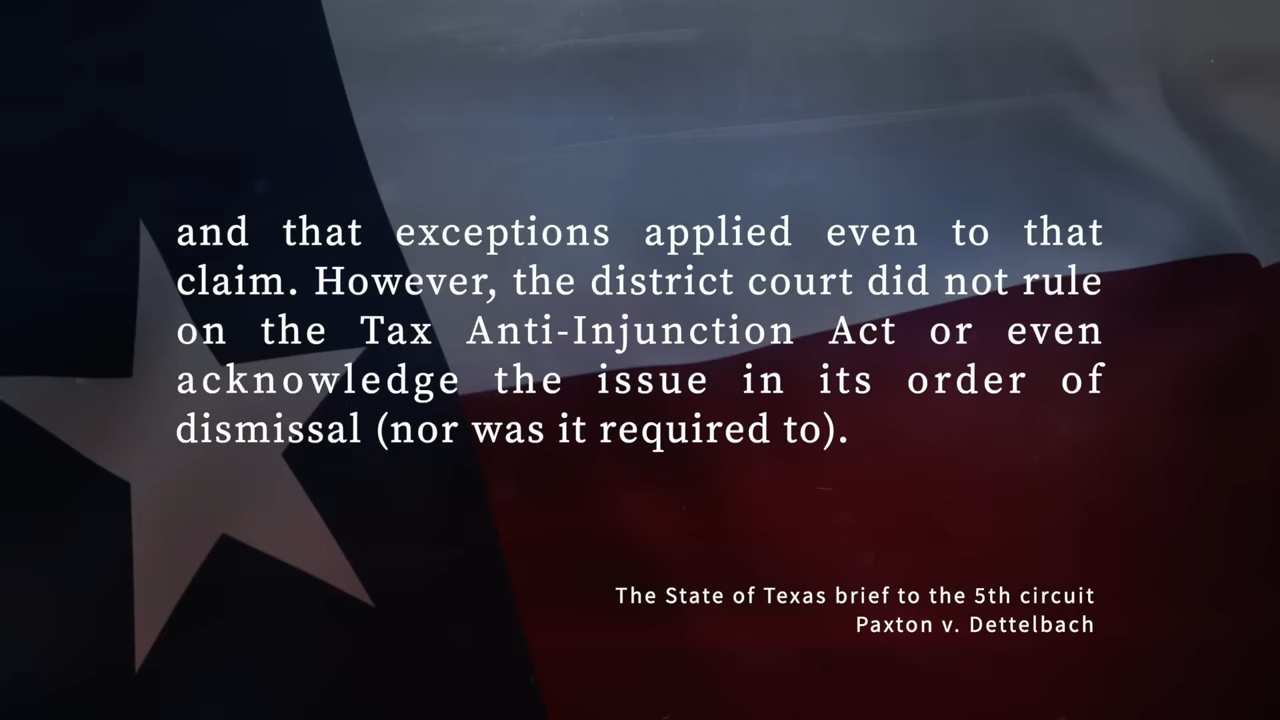 and that exceptions applied even to that
claim. However, the district court did not rule
on the Tax Anti-Injunction Act or even
acknowledge the issue in its order of
dismissal (nor was it required to).
The State of Texas brief to the 5th circuit
Paxton v. Dettelbach